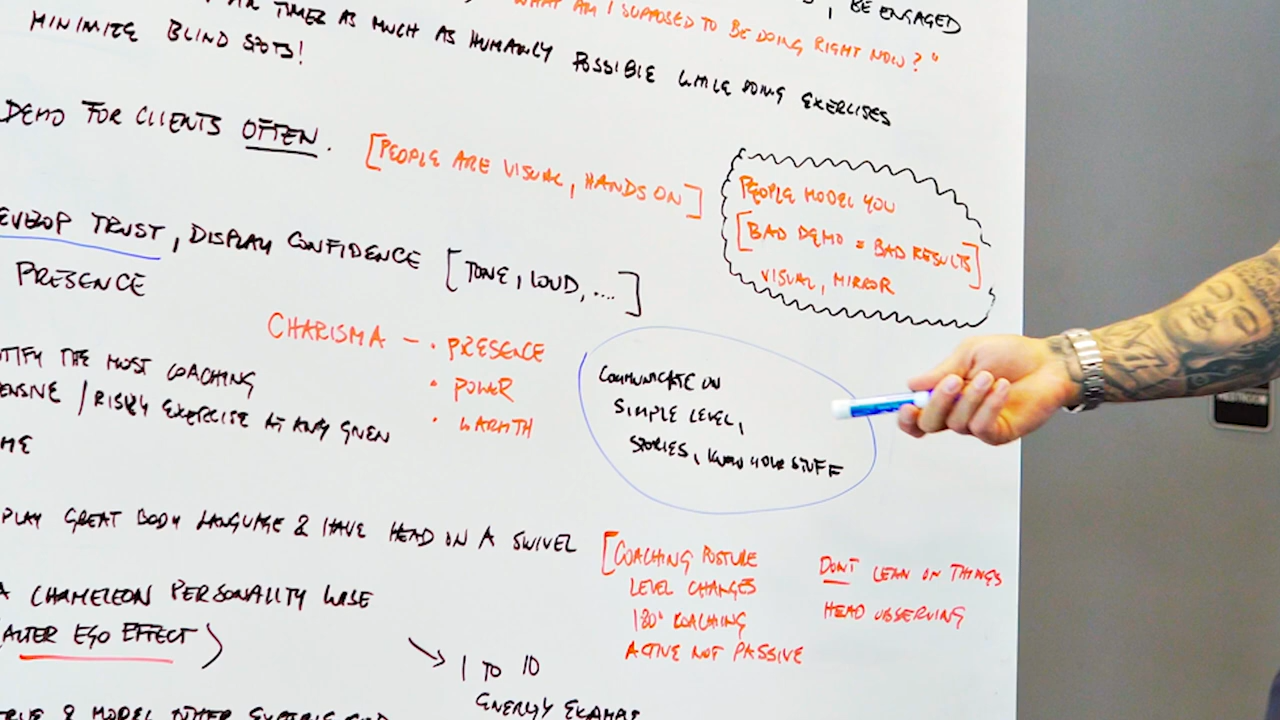 , BE ENGAGED
WHAT AM I SUPPOSED TO BE DOING RIGHT NOW?"
TIMES AS MUCH AS HUMANLY POSSIBLE WHILE DOING EXERCISES
MINIMIZE BLIND SPOTS!
DEMO FOR CLIENTS OFTEN. [PEOPLE ARE VISUAL, HANDS ON]
PEOPLE MODEL YOU
[BAD DEMO = BAD RESULTS]
VISUAL, MIRROR
EVELOP TRUST, DISPLAY CONFIDENCE [TONE, LOUD, ....]
PRESENCE
CHARISMA - • PRESENCE
• POWER
• WARMTH
COMMUNICATE ON
SIMPLE LEVEL,
STORIES, KNOW YOUR STUFF
NTIFY THE MOST COACHING
ENSIVE / RISKY EXERCISE AT ANY GIVEN
ME
PLAY GREAT BODY LANGUAGE & HAVE HEAD ON A SWIVEL
[COACHING POSTURE
LEVEL CHANGES
180° COACHING
ACTIVE NOT PASSIVE
DON'T LEAN ON THINGS
HEAD OBSERVING
A CHAMELEON PERSONALITY WISE
(ALTER EGO EFFECT)
1 TO 10
ENERGY EXAMPLE
& MODEL OTHER